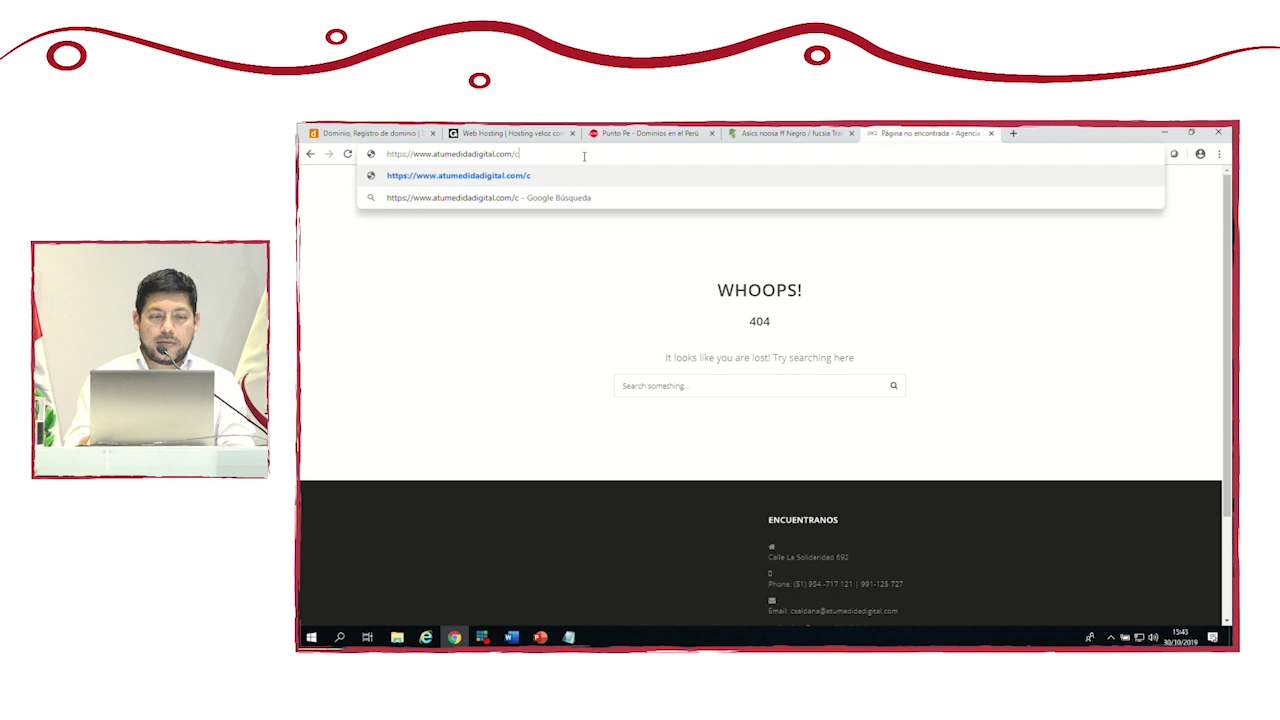 Dominio, Registro de dominio |
Web Hosting | Hosting veloz con
Punto Pe - Dominios en el Perú
Asics noosa ff Negro / fucsia Tra
Página no encontrada - Agencia
https://www.atumedidadigital.com/c
https://www.atumedidadigital.com/c
https://www.atumedidadigital.com/c - Google Búsqueda
WHOOPS!
404
It looks like you are lost! Try searching here
Search something...
ENCUENTRANOS
Calle La Solidaridad 692
Phone: (51) 954-717 121 | 991-125 727
Email: csaldana@atumedidadigital.com
15:43
30/10/2019